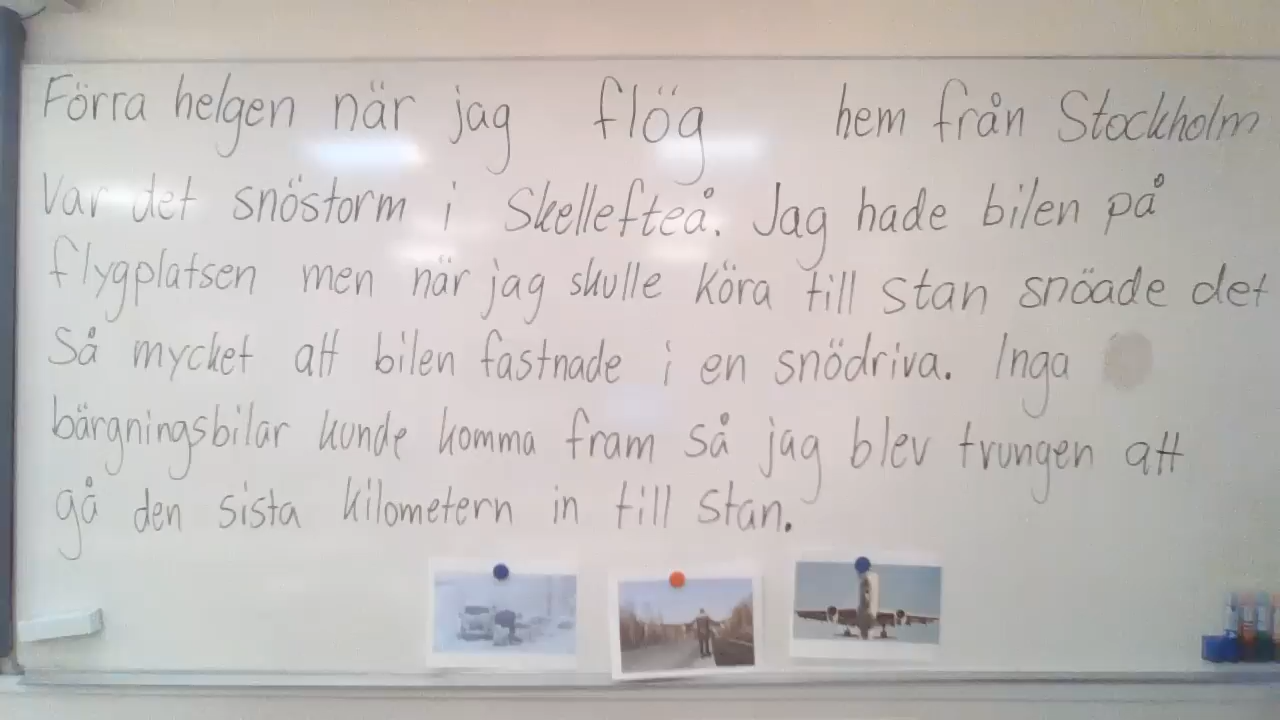 Förra helgen när jag flög hem från Stockholm
var det snöstorm i Skellefteå. Jag hade bilen på
flygplatsen men när jag skulle köra till stan snöade det
så mycket att bilen fastnade i en snödriva. Inga
bärgningsbilar kunde komma fram så jag blev tvungen att
gå den sista kilometern in till stan.